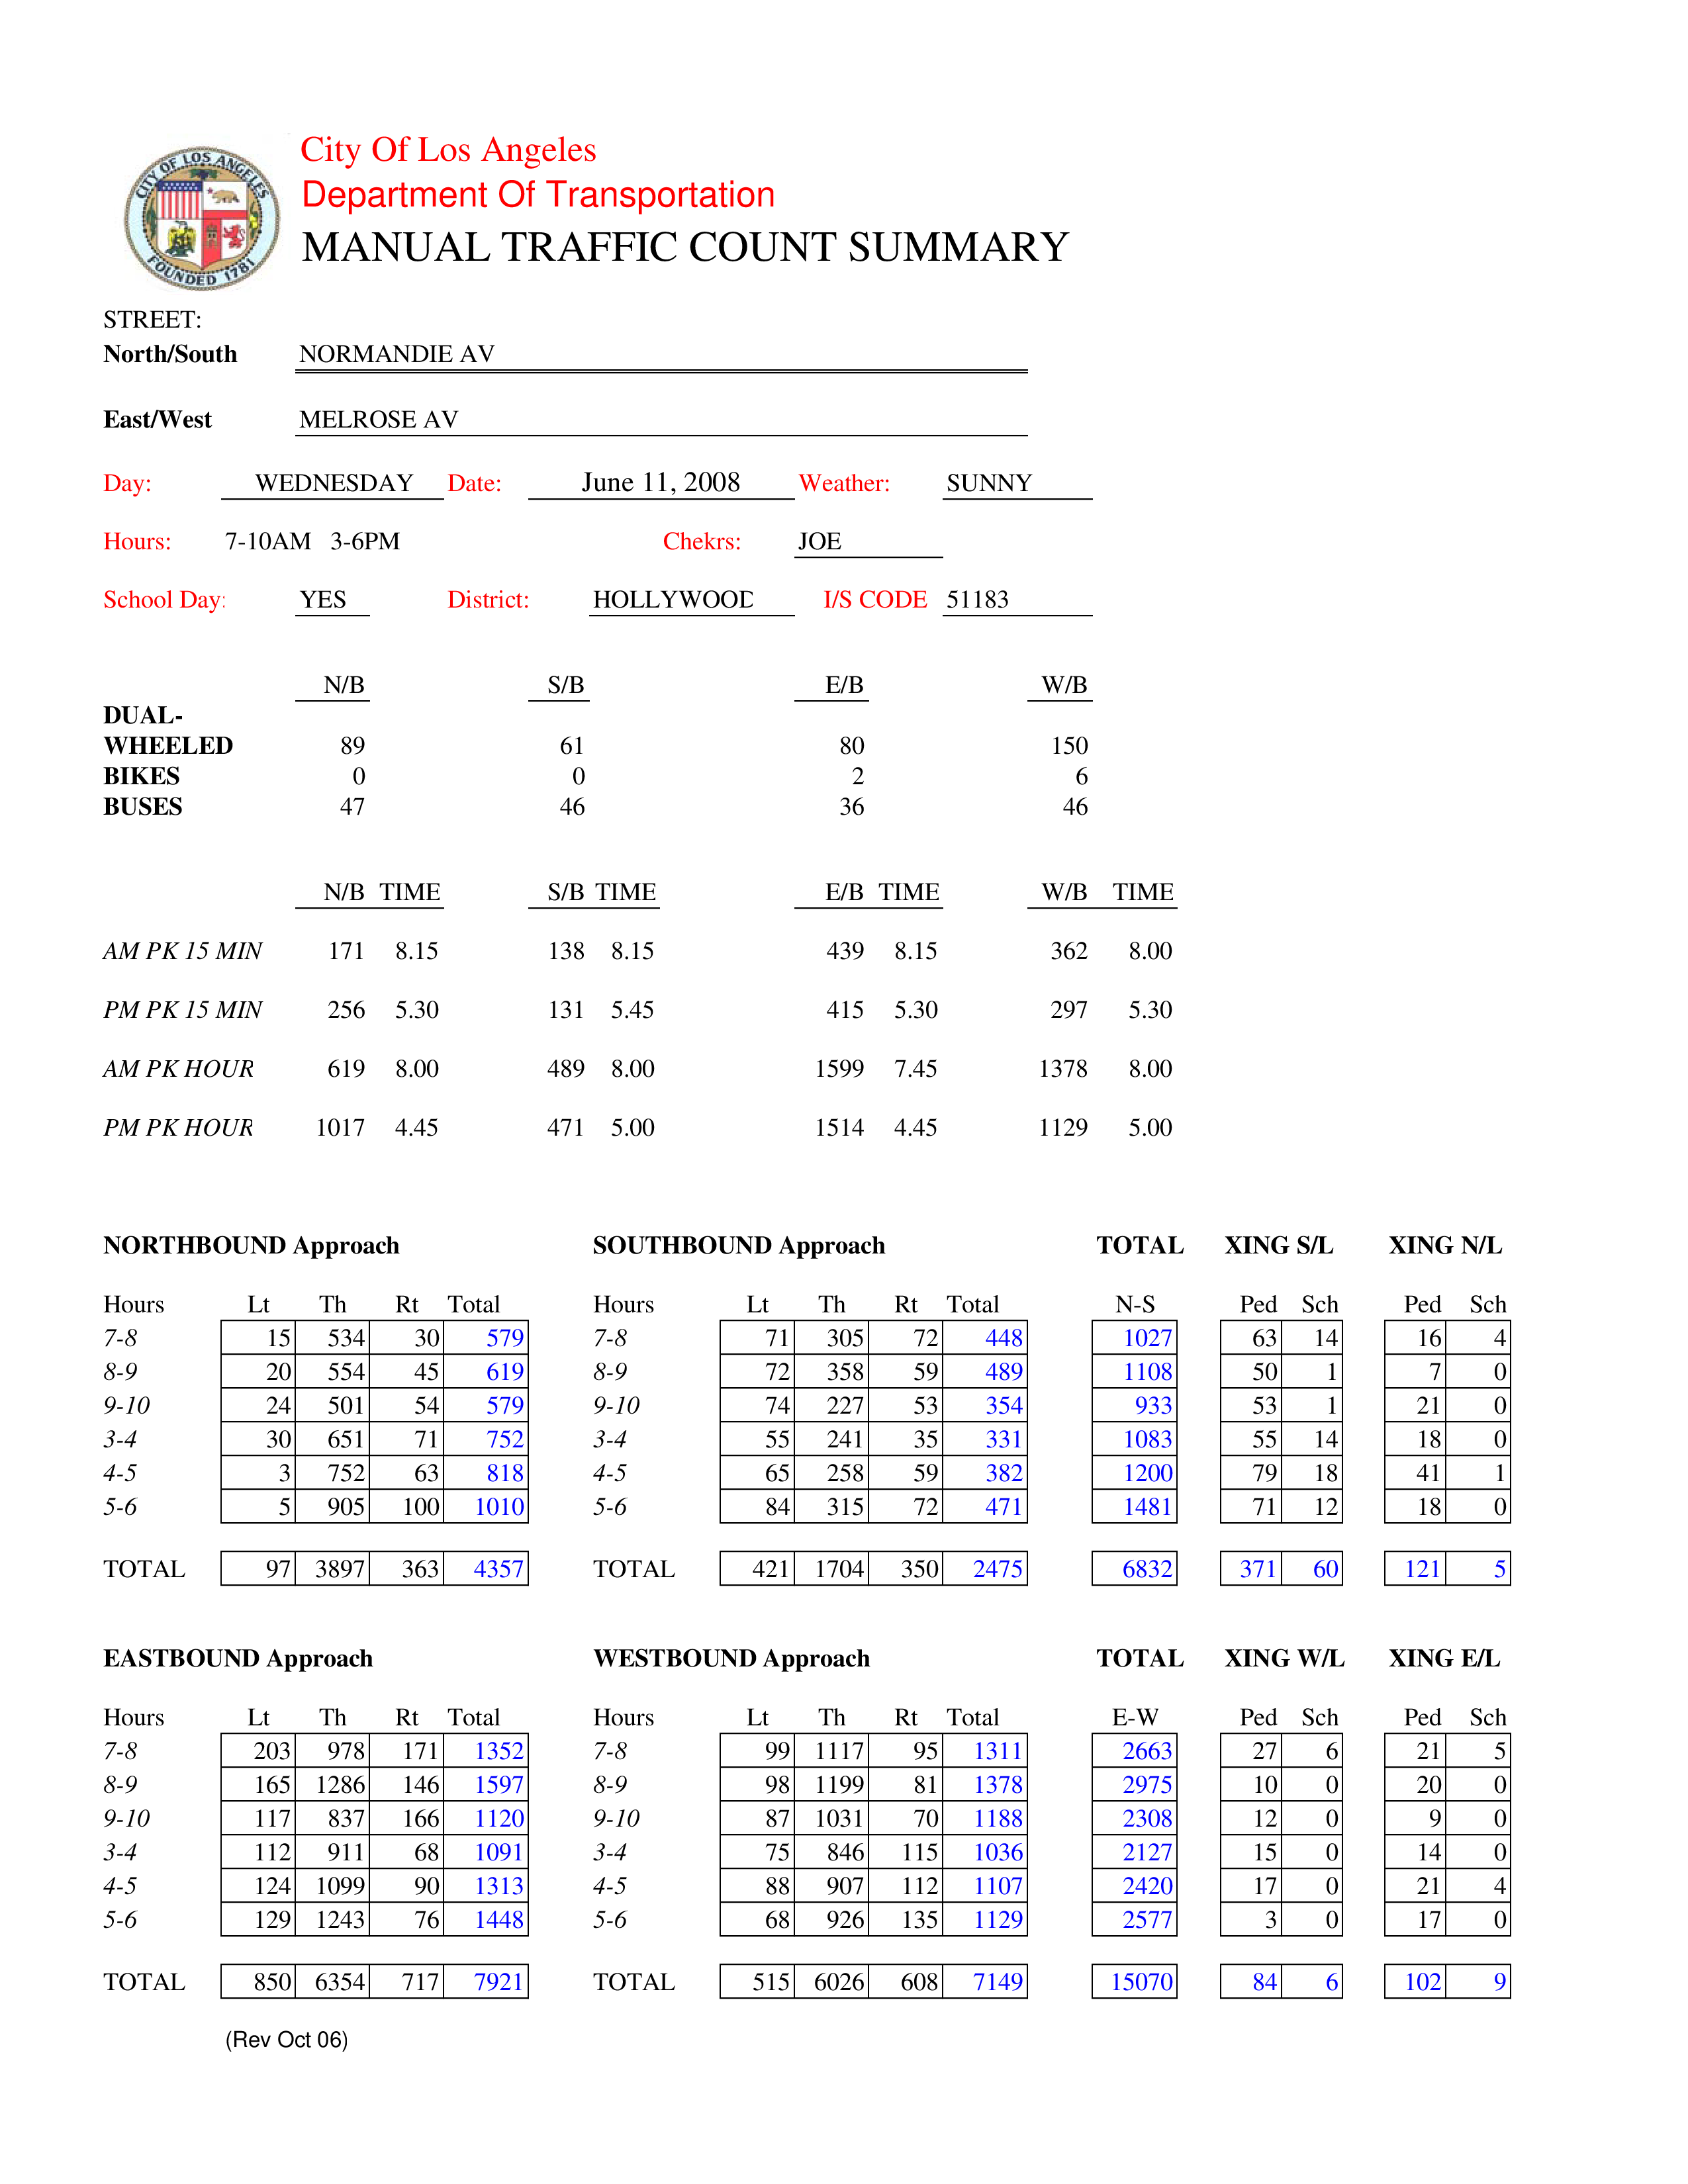 CITY OF LOS ANGELES
FOUNDED 1781
City Of Los Angeles
Department Of Transportation
MANUAL TRAFFIC COUNT SUMMARY
STREET:
North/South NORMANDIE AV
East/West MELROSE AV
Day: WEDNESDAY Date: June 11, 2008 Weather: SUNNY
Hours: 7-10AM 3-6PM Chekrs: JOE
School Day: YES District: HOLLYWOOD I/S CODE 51183
N/B S/B E/B W/B
DUAL-
WHEELED 89 61 80 150
BIKES 0 0 2 6
BUSES 47 46 36 46
N/B TIME S/B TIME E/B TIME W/B TIME
AM PK 15 MIN 171 8.15 138 8.15 439 8.15 362 8.00
PM PK 15 MIN 256 5.30 131 5.45 415 5.30 297 5.30
AM PK HOUR 619 8.00 489 8.00 1599 7.45 1378 8.00
PM PK HOUR 1017 4.45 471 5.00 1514 4.45 1129 5.00
NORTHBOUND Approach SOUTHBOUND Approach TOTAL XING S/L XING N/L
Hours Lt Th Rt Total Hours Lt Th Rt Total N-S Ped Sch Ped Sch
7-8 15 534 30 579 7-8 71 305 72 448 1027 63 14 16 4
8-9 20 554 45 619 8-9 72 358 59 489 1108 50 1 7 0
9-10 24 501 54 579 9-10 74 227 53 354 933 53 1 21 0
3-4 30 651 71 752 3-4 55 241 35 331 1083 55 14 18 0
4-5 3 752 63 818 4-5 65 258 59 382 1200 79 18 41 1
5-6 5 905 100 1010 5-6 84 315 72 471 1481 71 12 18 0
TOTAL 97 3897 363 4357 TOTAL 421 1704 350 2475 6832 371 60 121 5
EASTBOUND Approach WESTBOUND Approach TOTAL XING W/L XING E/L
Hours Lt Th Rt Total Hours Lt Th Rt Total E-W Ped Sch Ped Sch
7-8 203 978 171 1352 7-8 99 1117 95 1311 2663 27 6 21 5
8-9 165 1286 146 1597 8-9 98 1199 81 1378 2975 10 0 20 0
9-10 117 837 166 1120 9-10 87 1031 70 1188 2308 12 0 9 0
3-4 112 911 68 1091 3-4 75 846 115 1036 2127 15 0 14 0
4-5 124 1099 90 1313 4-5 88 907 112 1107 2420 17 0 21 4
5-6 129 1243 76 1448 5-6 68 926 135 1129 2577 3 0 17 0
TOTAL 850 6354 717 7921 TOTAL 515 6026 608 7149 15070 84 6 102 9
(Rev Oct 06)